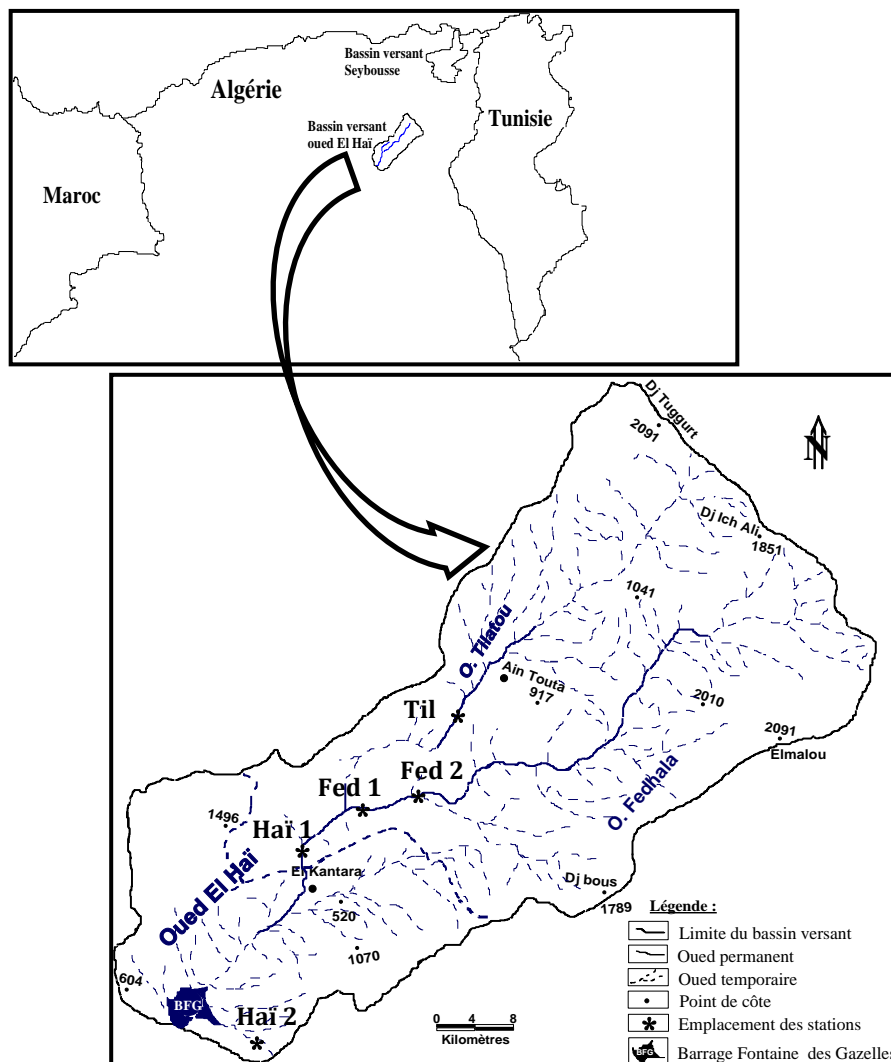 Bassin versant
Seybousse
Algérie
Tunisie
Bassin versant
oued El Haï
Maroc
Dj Tuggurt
2091
N
Dj Ich Ali
1851
1041
O. Tilatou
Ain Touta
917
2010
Til
2091
Elmalou
Fed 2
Fed 1
O. Fedhala
1496
Haï 1
El Kantara
Oued El Haï
520
Dj bous
1789
1070
604
BFG
Haï 2
0 4 8
Kilomètres
Légende :
Limite du bassin versant
Oued permanent
Oued temporaire
Point de côte
Emplacement des stations
BFG
Barrage Fontaine des Gazelles